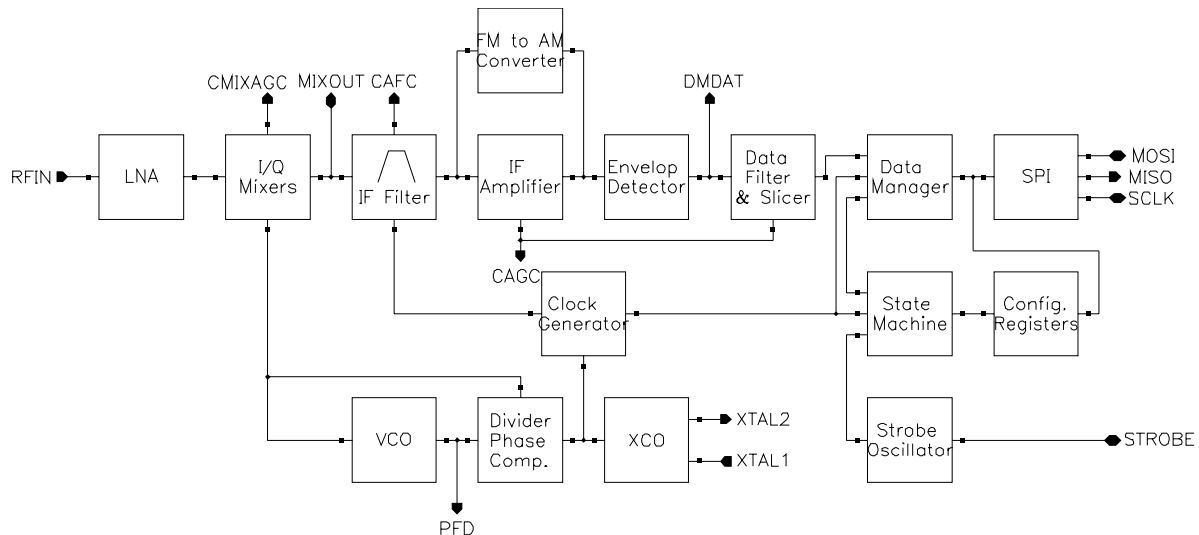 FM to AM
Converter
CMIXAGC
MIXOUT
CAFC
DMDAT
RFIN
LNA
I/Q
Mixers
IF Filter
IF
Amplifier
Envelop
Detector
Data
Filter
& Slicer
Data
Manager
SPI
MOSI
MISO
SCLK
CAGC
Clock
Generator
State
Machine
Config.
Registers
VCO
Divider
Phase
Comp.
XCO
XTAL2
XTAL1
Strobe
Oscillator
STROBE
PFD